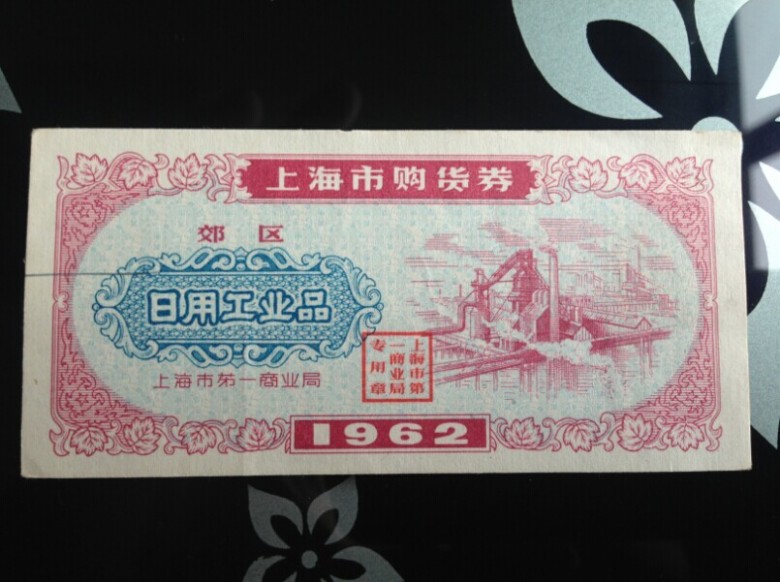 上海市购货券
郊区
日用工业品
上海市第一商业局
上海市第
一商业局
专用章
1962